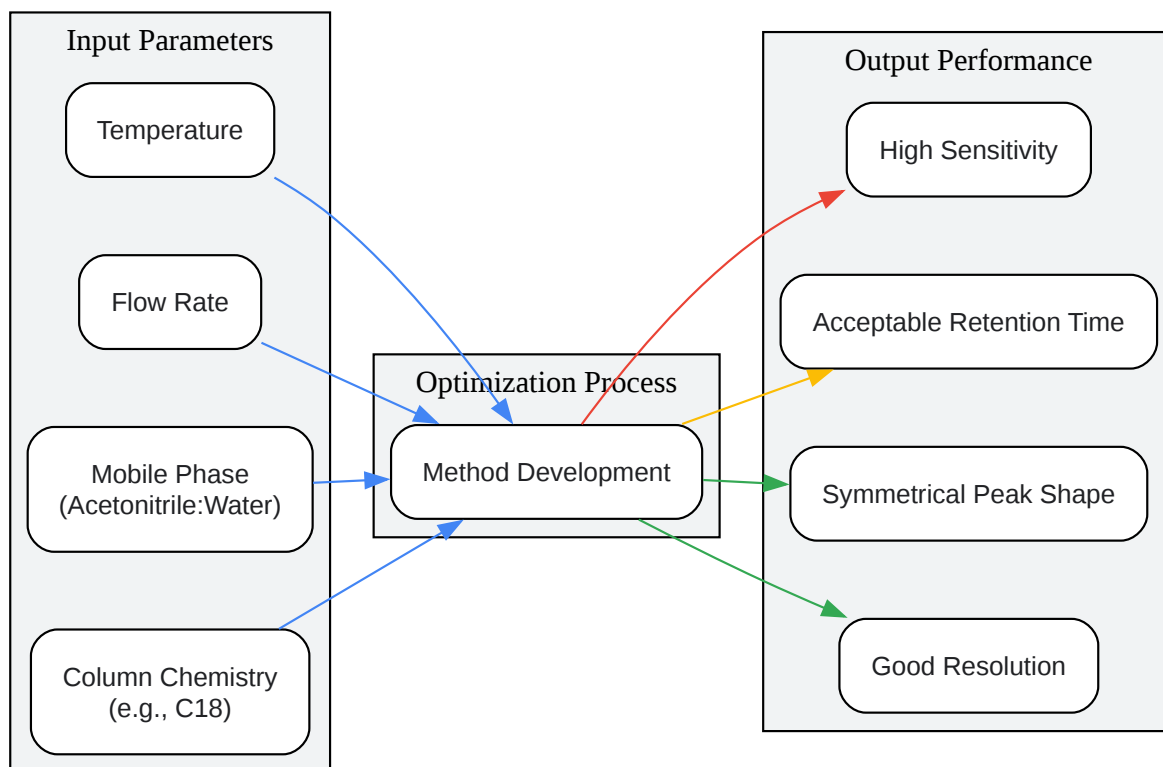 Input Parameters
Temperature
Flow Rate
Mobile Phase
(Acetonitrile:Water)
Column Chemistry
(e.g., C18)
Optimization Process
Method Development
Output Performance
High Sensitivity
Acceptable Retention Time
Symmetrical Peak Shape
Good Resolution